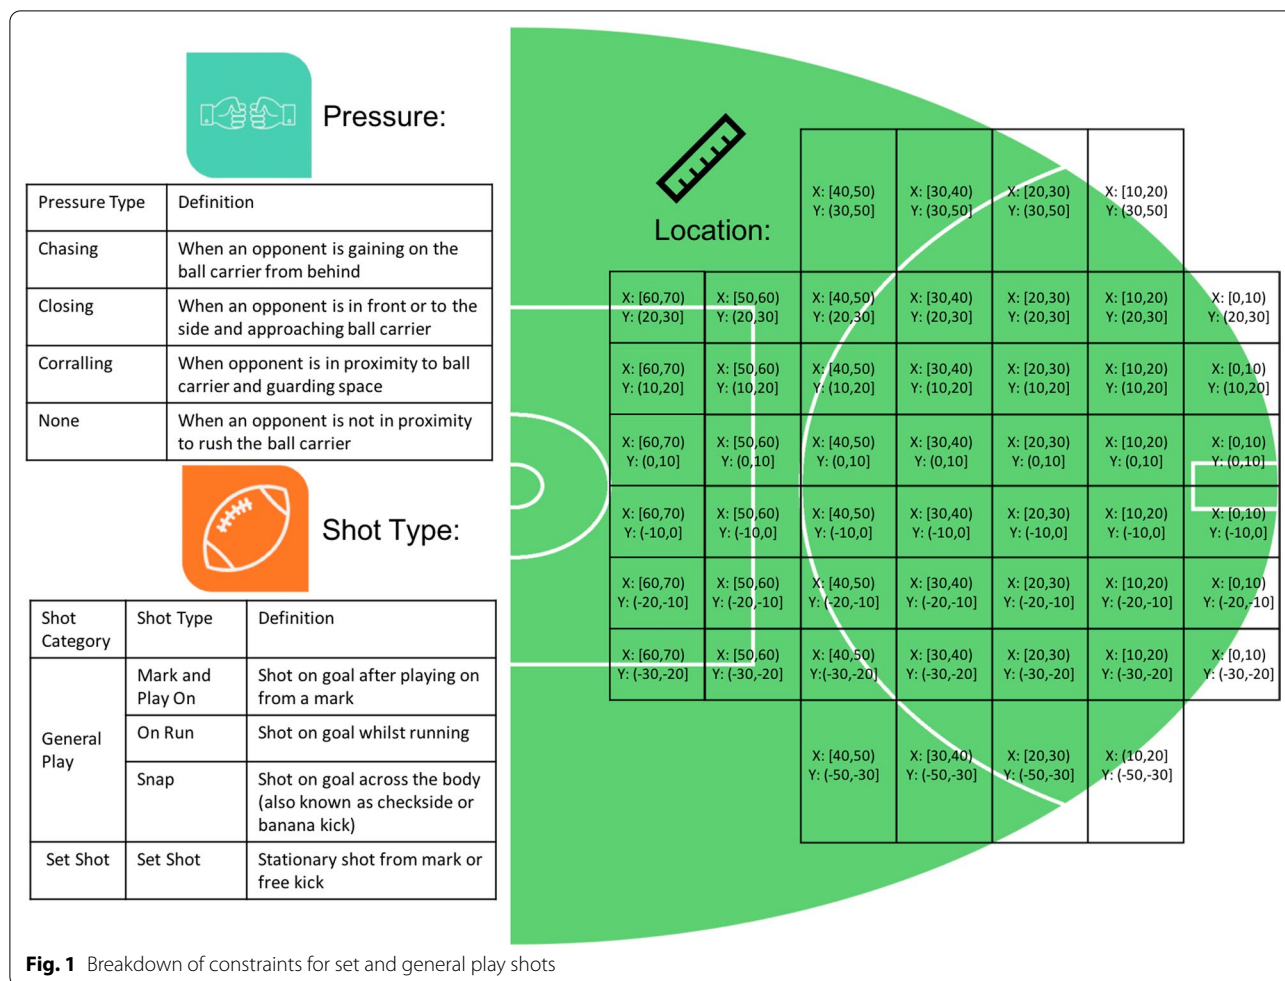 Pressure:
Pressure Type Definition
Chasing When an opponent is gaining on the
ball carrier from behind
Closing When an opponent is in front or to the
side and approaching ball carrier
Corralling When opponent is in proximity to ball
carrier and guarding space
None When an opponent is not in proximity
to rush the ball carrier
Shot Type:
Shot
Category
Shot Type
Definition
General
Play
Mark and
Play On
Shot on goal after playing on
from a mark
On Run
Shot on goal whilst running
Snap
Shot on goal across the body
(also known as checkside or
banana kick)
Set Shot
Set Shot
Stationary shot from mark or
free kick
Location:
X: [40,50) X: [30,40) X: [20,30) X: [10,20)
Y: (30,50] Y: (30,50] Y: (30,50] Y: (30,50]
X: [60,70) X: [50,60) X: [40,50) X: [30,40) X: [20,30) X: [10,20) X: [0,10)
Y: (20,30] Y: (20,30] Y: (20,30] Y: (20,30] Y: (20,30] Y: (20,30] Y: (20,30]
X: [60,70) X: [50,60) X: [40,50) X: [30,40) X: [20,30) X: [10,20) X: [0,10)
Y: (10,20] Y: (10,20] Y: (10,20] Y: (10,20] Y: (10,20] Y: (10,20] Y: (10,20]
X: [60,70) X: [50,60) X: [40,50) X: [30,40) X: [20,30) X: [10,20) X: [0,10)
Y: (0,10] Y: (0,10] Y: (0,10] Y: (0,10] Y: (0,10] Y: (0,10] Y: (0,10]
X: [60,70) X: [50,60) X: [40,50) X: [30,40) X: [20,30) X: [10,20) X: [0,10)
Y: (-10,0] Y: (-10,0] Y: (-10,0] Y: (-10,0] Y: (-10,0] Y: (-10,0] Y: (-10,0]
X: [60,70) X: [50,60) X: [40,50) X: [30,40) X: [20,30) X: [10,20) X: [0,10)
Y: (-20,-10] Y: (-20,-10] Y: (-20,-10] Y: (-20,-10] Y: (-20,-10] Y: (-20,-10] Y: (-20,-10]
X: [60,70) X: [50,60) X: [40,50) X: [30,40) X: [20,30) X: [10,20) X: [0,10)
Y: (-30,-20] Y: (-30,-20] Y:(-30,-20] Y: (-30,-20] Y: (-30,-20] Y: (-30,-20] Y: (-30,-20]
X: [40,50) X: [30,40) X: [20,30) X: (10,20]
Y: (-50,-30] Y: (-50,-30] Y: (-50,-30] Y: (-50,-30]
Fig. 1 Breakdown of constraints for set and general play shots